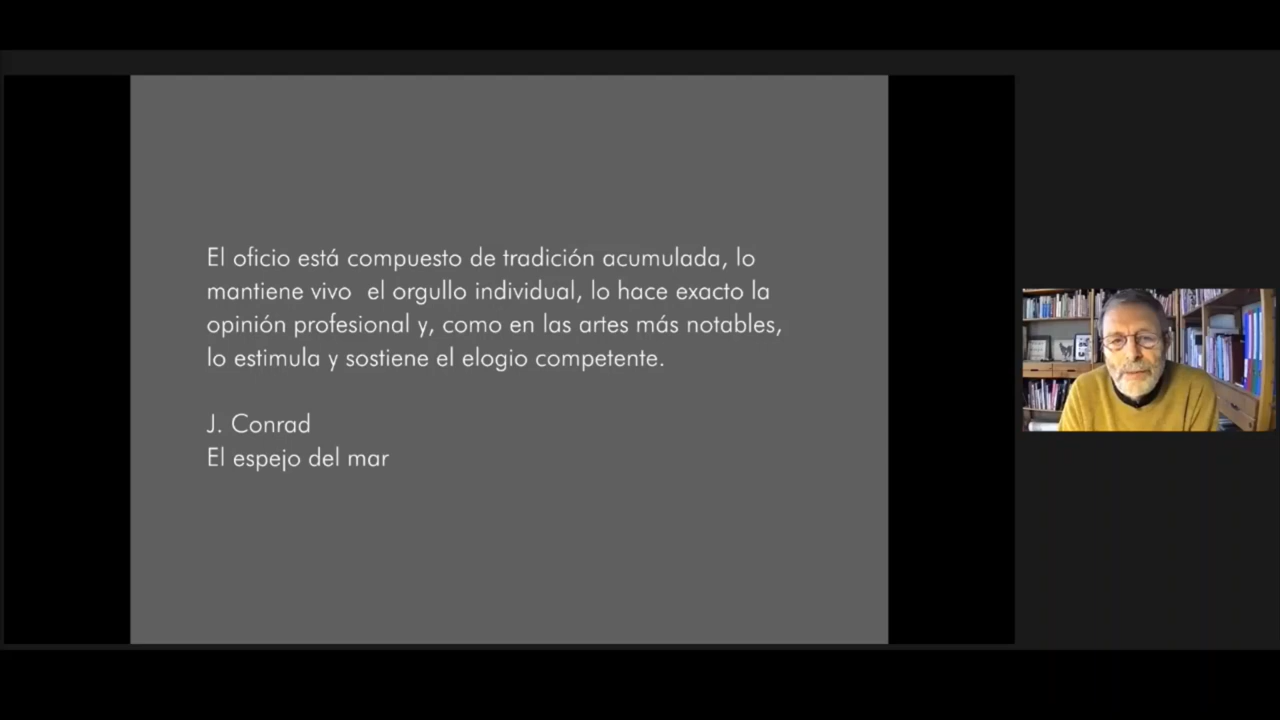 El oficio está compuesto de tradición acumulada, lo
mantiene vivo  el orgullo individual, lo hace exacto la
opinión profesional y, como en las artes más notables,
lo estimula y sostiene el elogio competente.
J. Conrad
El espejo del mar